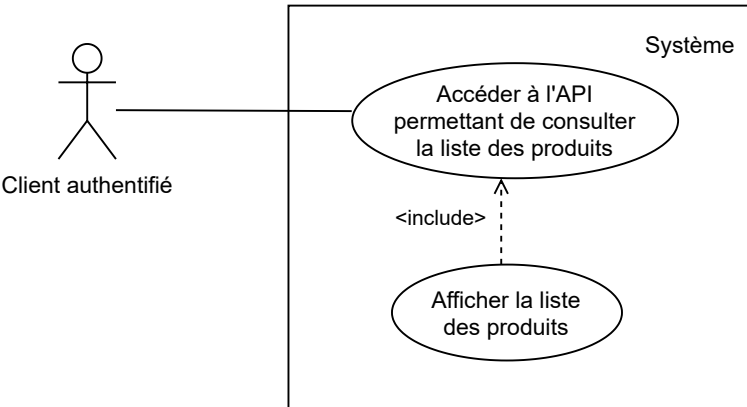 Système
Accéder à l'API
permettant de consulter
la liste des produits
Client authentifié
<include>
Afficher la liste
des produits